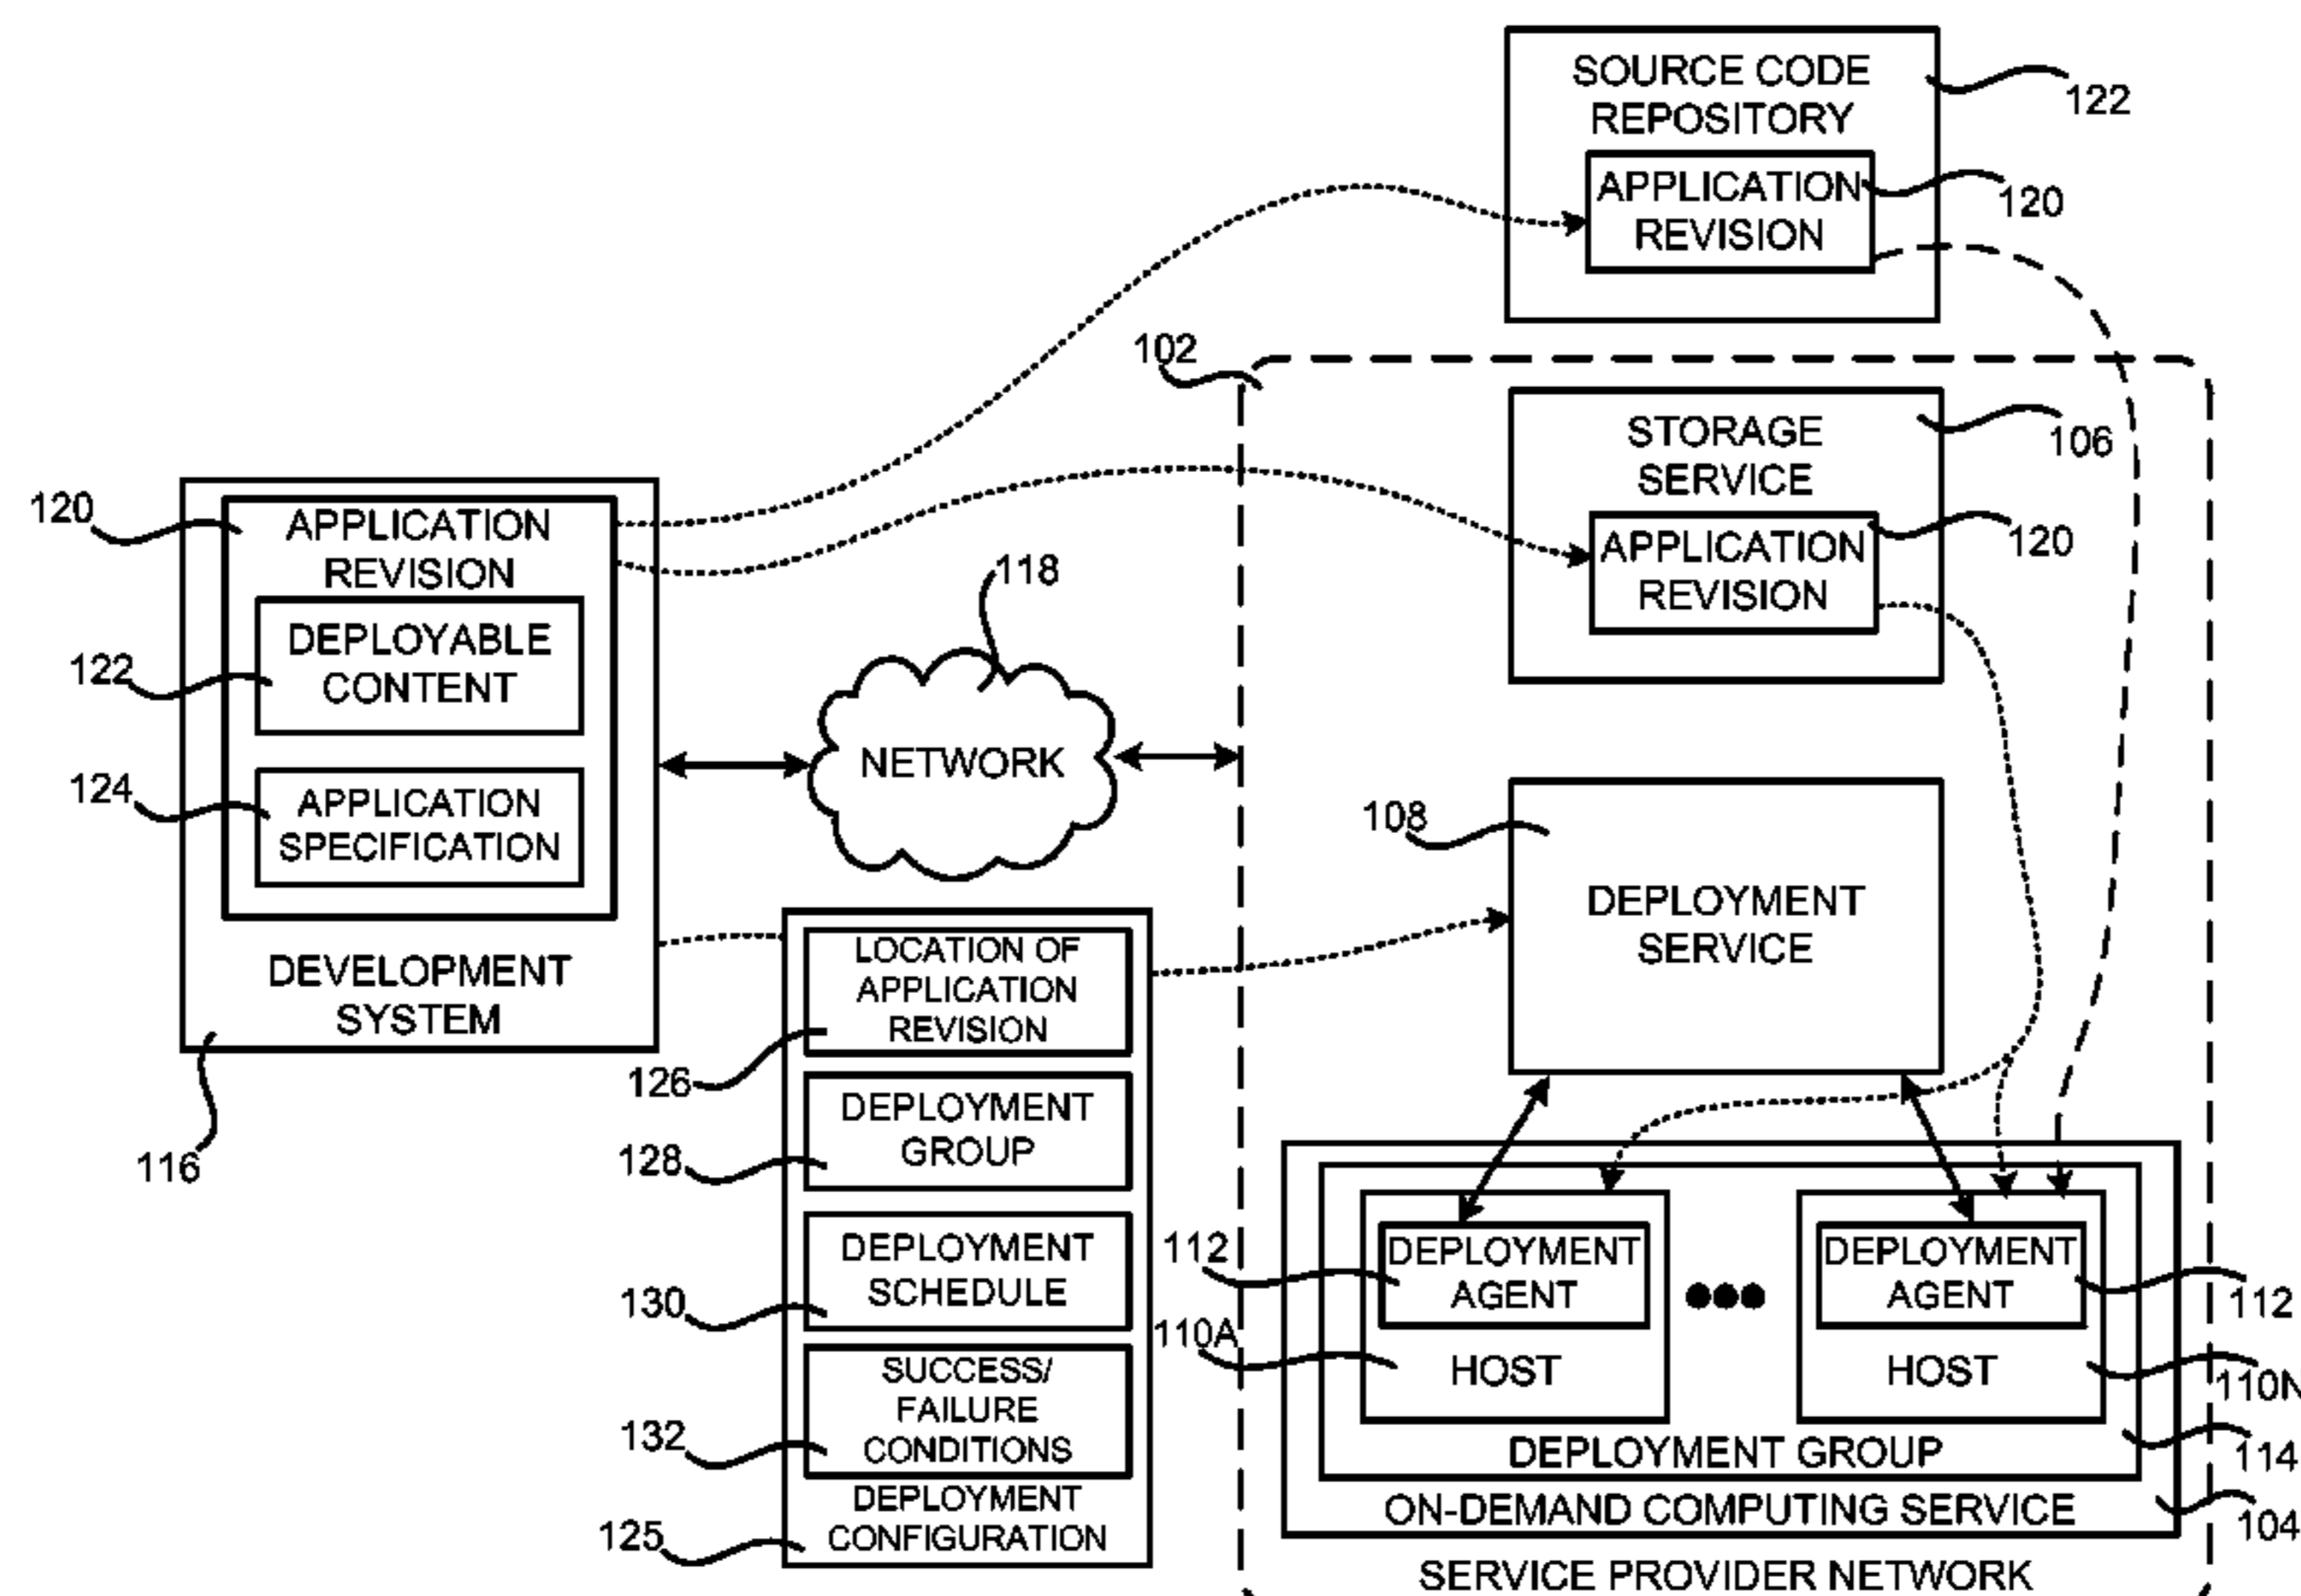 SOURCE CODE
REPOSITORY
122
APPLICATION
REVISION
120
102
STORAGE
SERVICE
106
APPLICATION
REVISION
120
120
APPLICATION
REVISION
122
DEPLOYABLE
CONTENT
124
APPLICATION
SPECIFICATION
DEVELOPMENT
SYSTEM
116
118
NETWORK
108
DEPLOYMENT
SERVICE
LOCATION OF
APPLICATION
REVISION
126
DEPLOYMENT
GROUP
128
DEPLOYMENT
SCHEDULE
130
SUCCESS/
FAILURE
CONDITIONS
132
DEPLOYMENT
CONFIGURATION
125
112
DEPLOYMENT
AGENT
110A
HOST
DEPLOYMENT
AGENT
112
HOST
110N
DEPLOYMENT GROUP
114
ON-DEMAND COMPUTING SERVICE
104
SERVICE PROVIDER NETWORK